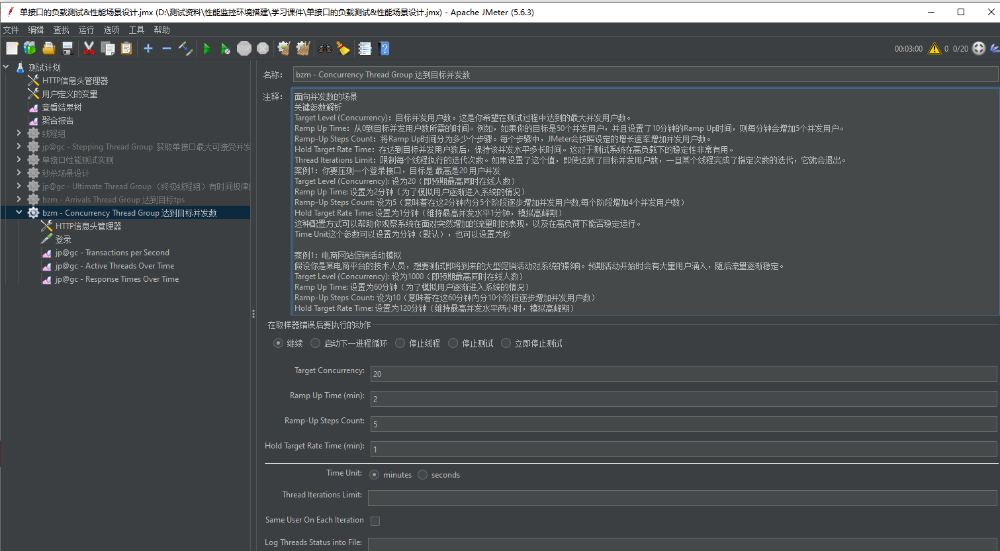 单接口的负载测试&性能场景设计.jmx (D:\测试资料\性能监控环境搭建\学习课件\单接口的负载测试&性能场景设计.jmx) - Apache JMeter (5.6.3)
文件 编辑 查找 运行 选项 工具 帮助
STOP
00:03:00 0 0/20
测试计划
HTTP信息头管理器
用户定义的变量
查看结果树
聚合报告
线程组
jp@gc - Stepping Thread Group 获取单接口最大可接受并发
单接口性能测试实测
秒杀场景设计
jp@gc - Ultimate Thread Group （终极线程组）有时间规律的
bzm - Arrivals Thread Group 达到目标tps
bzm - Concurrency Thread Group 达到目标并发数
HTTP信息头管理器
登录
jp@gc - Transactions per Second
jp@gc - Active Threads Over Time
jp@gc - Response Times Over Time
名称： bzm - Concurrency Thread Group 达到目标并发数
注释： 面向并发数的场景
关键参数解析
Target Level (Concurrency)：目标并发用户数。这是你希望在测试过程中达到的最大并发用户数。
Ramp Up Time：从0到目标并发用户数所需的时间。例如，如果你的目标是50个并发用户，并且设置了10分钟的Ramp Up时间，则每分钟会增加5个并发用户。
Ramp-Up Steps Count：将Ramp Up时间分为多少个步骤。每个步骤中，JMeter会按照设定的增长速率增加并发用户数。
Hold Target Rate Time：在达到目标并发用户数后，保持该并发水平多长时间。这对于测试系统在高负载下的稳定性非常有用。
Thread Iterations Limit：限制每个线程执行的迭代次数。如果设置了这个值，即使达到了目标并发用户数，一旦某个线程完成了指定次数的迭代，它就会退出。
案例1：你要压测一个登录接口，目标是 最高是20 用户并发
Target Level (Concurrency): 设为20（即预期最高同时在线人数）
Ramp Up Time: 设置为2分钟（为了模拟用户逐渐进入系统的情况）
Ramp-Up Steps Count: 设为5（意味着在这2分钟内分5个阶段逐步增加并发用户数,每个阶段增加4个并发用户数）
Hold Target Rate Time: 设置为1分钟（维持最高并发水平1分钟，模拟高峰期）
这种配置方式可以帮助你观察系统在面对突然增加的流量时的表现，以及在高负荷下能否稳定运行。
Time Unit这个参数可以设置为分钟（默认），也可以设置为秒
案例1：电商网站促销活动模拟
假设你是某电商平台的技术人员，想要测试即将到来的大型促销活动对系统的影响。预期活动开始时会有大量用户涌入，随后流量逐渐稳定。
Target Level (Concurrency): 设为1000（即预期最高同时在线人数）
Ramp Up Time: 设置为60分钟（为了模拟用户逐渐进入系统的情况）
Ramp-Up Steps Count: 设为10（意味着在这60分钟内分10个阶段逐步增加并发用户数）
Hold Target Rate Time: 设置为120分钟（维持最高并发水平两小时，模拟高峰期）
在取样器错误后要执行的动作
继续 启动下一进程循环 停止线程 停止测试 立即停止测试
Target Concurrency: 20
Ramp Up Time (min): 2
Ramp-Up Steps Count: 5
Hold Target Rate Time (min): 1
Time Unit: minutes seconds
Thread Iterations Limit:
Same User On Each Iteration
Log Threads Status into File: